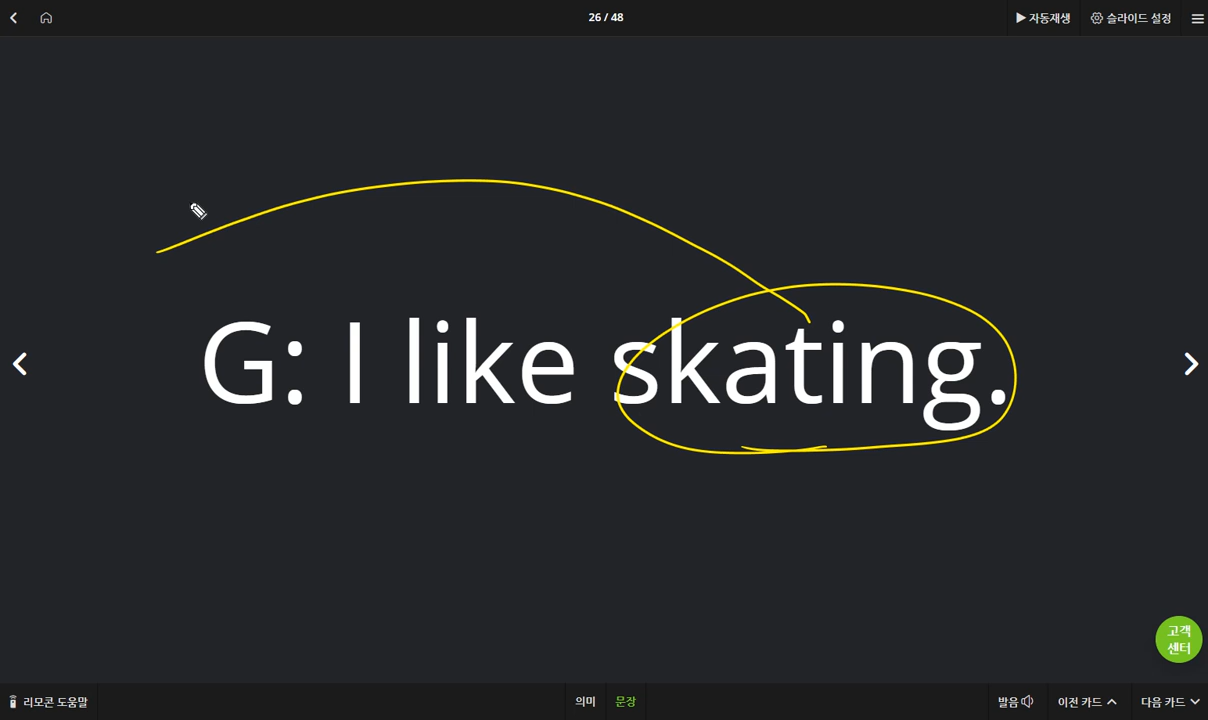 26 / 48
자동재생
슬라이드 설정
G: I like skating.
고객
센터
리모콘 도움말
의미
문장
발음
이전 카드
다음 카드